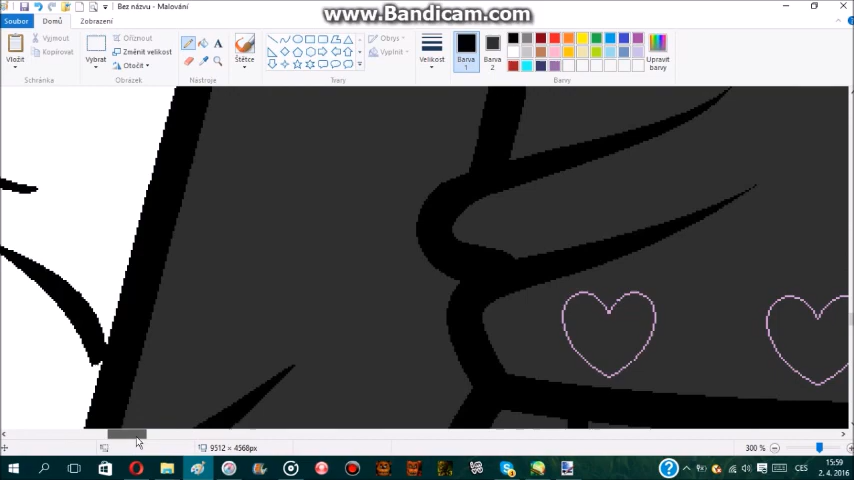 www.Bandicam.com
Bez názvu - Malování
Soubor
Domů
Zobrazení
Vyjmout
Kopírovat
Vložit
Schránka
Vybrat
Oříznout
Změnit velikost
Otočit
Obrázek
Nástroje
Štětce
Obrys
Vyplnit
Tvary
Velikost
Barva 1
Barva 2
Upravit barvy
Barvy
9512 × 4568px
300 %
CES
15:59
2. 4. 2016